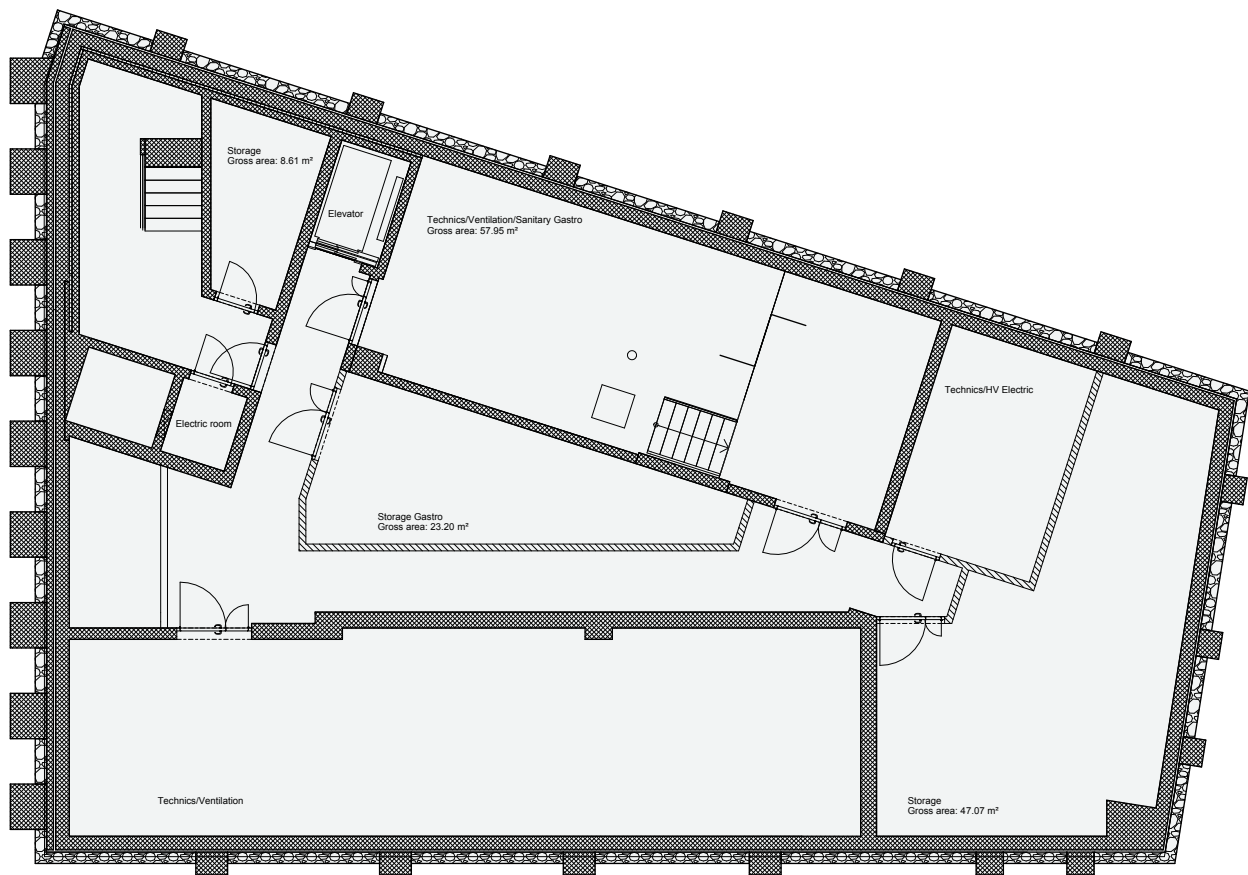 Storage
Gross area: 8.61 m²
Elevator
Technics/Ventilation/Sanitary Gastro
Gross area: 57.95 m²
Technics/HV Electric
Electric room
Storage Gastro
Gross area: 23.20 m²
Technics/Ventilation
Storage
Gross area: 47.07 m²